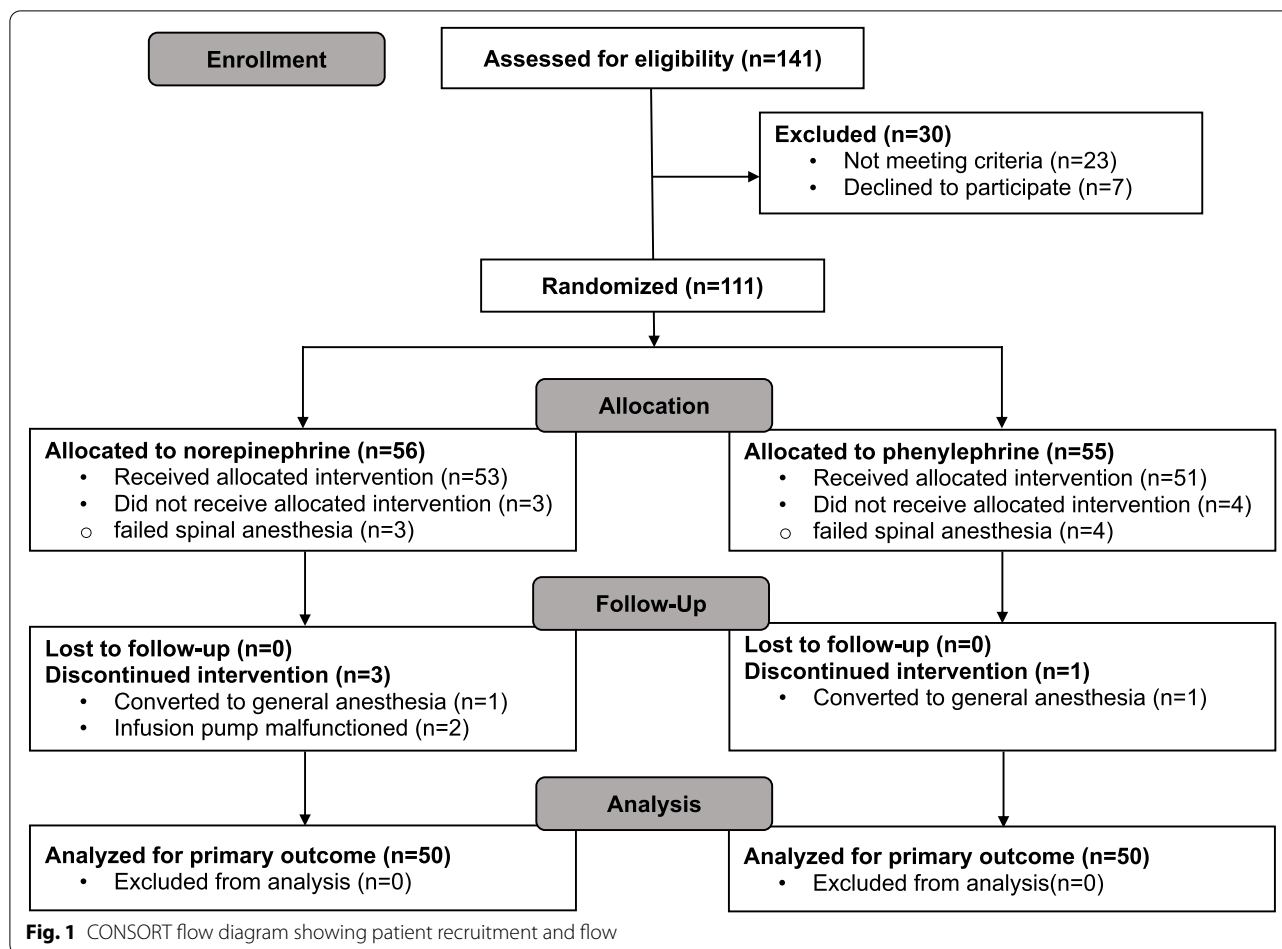 Enrollment
Assessed for eligibility (n=141)
Excluded (n=30)
• Not meeting criteria (n=23)
• Declined to participate (n=7)
Randomized (n=111)
Allocation
Allocated to norepinephrine (n=56)
• Received allocated intervention (n=53)
• Did not receive allocated intervention (n=3)
○ failed spinal anesthesia (n=3)
Allocated to phenylephrine (n=55)
• Received allocated intervention (n=51)
• Did not receive allocated intervention (n=4)
○ failed spinal anesthesia (n=4)
Follow-Up
Lost to follow-up (n=0)
Discontinued intervention (n=3)
• Converted to general anesthesia (n=1)
• Infusion pump malfunctioned (n=2)
Lost to follow-up (n=0)
Discontinued intervention (n=1)
• Converted to general anesthesia (n=1)
Analysis
Analyzed for primary outcome (n=50)
• Excluded from analysis (n=0)
Analyzed for primary outcome (n=50)
• Excluded from analysis(n=0)
Fig. 1 CONSORT flow diagram showing patient recruitment and flow